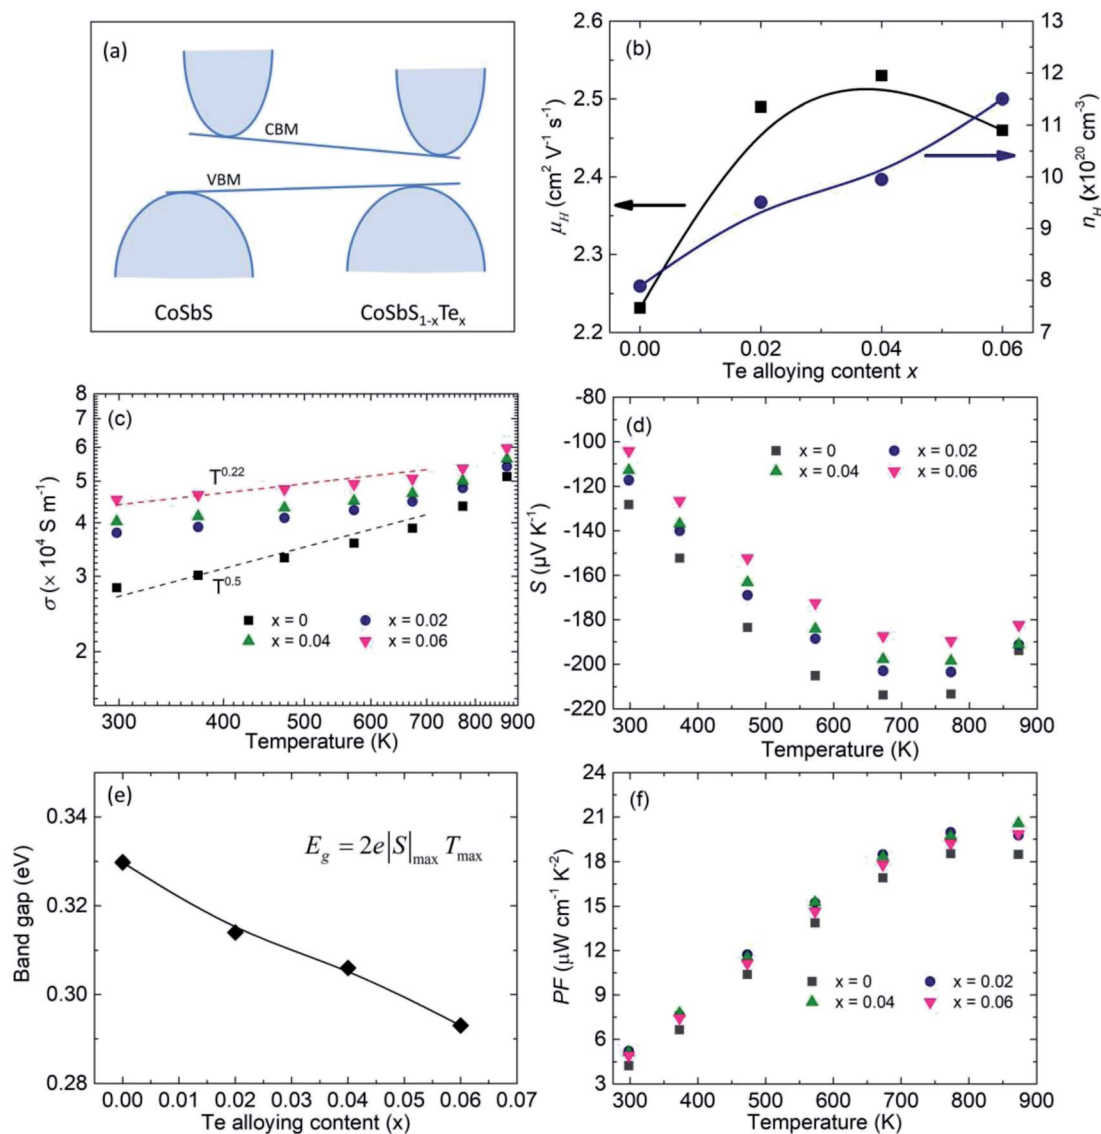 (a)
CBM
VBM
CoSbS
CoSbS₁₋ₓTeₓ
(b)
2.6
2.5
2.4
2.3
2.2
μ_H (cm² V⁻¹ s⁻¹)
13
12
11
10
9
8
7
n_H (x10²⁰ cm⁻³)
0.00 0.02 0.04 0.06
Te alloying content x
(c)
8
6
5
4
3
2
σ (× 10⁴ S m⁻¹)
T⁰·²²
T⁰·⁵
x = 0
x = 0.02
x = 0.04
x = 0.06
300 400 500 600 700 900
Temperature (K)
(d)
-80
-100
-120
-140
-160
-180
-200
-220
S (μV K⁻¹)
x = 0
x = 0.02
x = 0.04
x = 0.06
300 400 500 600 700 800 900
Temperature (K)
(e)
0.34
0.32
0.30
0.28
Band gap (eV)
E_g = 2e|S|_max T_max
0.00 0.01 0.02 0.03 0.04 0.05 0.06 0.07
Te alloying content (x)
(f)
24
21
18
15
12
9
6
3
PF (μW cm⁻¹ K⁻²)
x = 0
x = 0.02
x = 0.04
x = 0.06
300 400 500 600 700 800 900
Temperature (K)